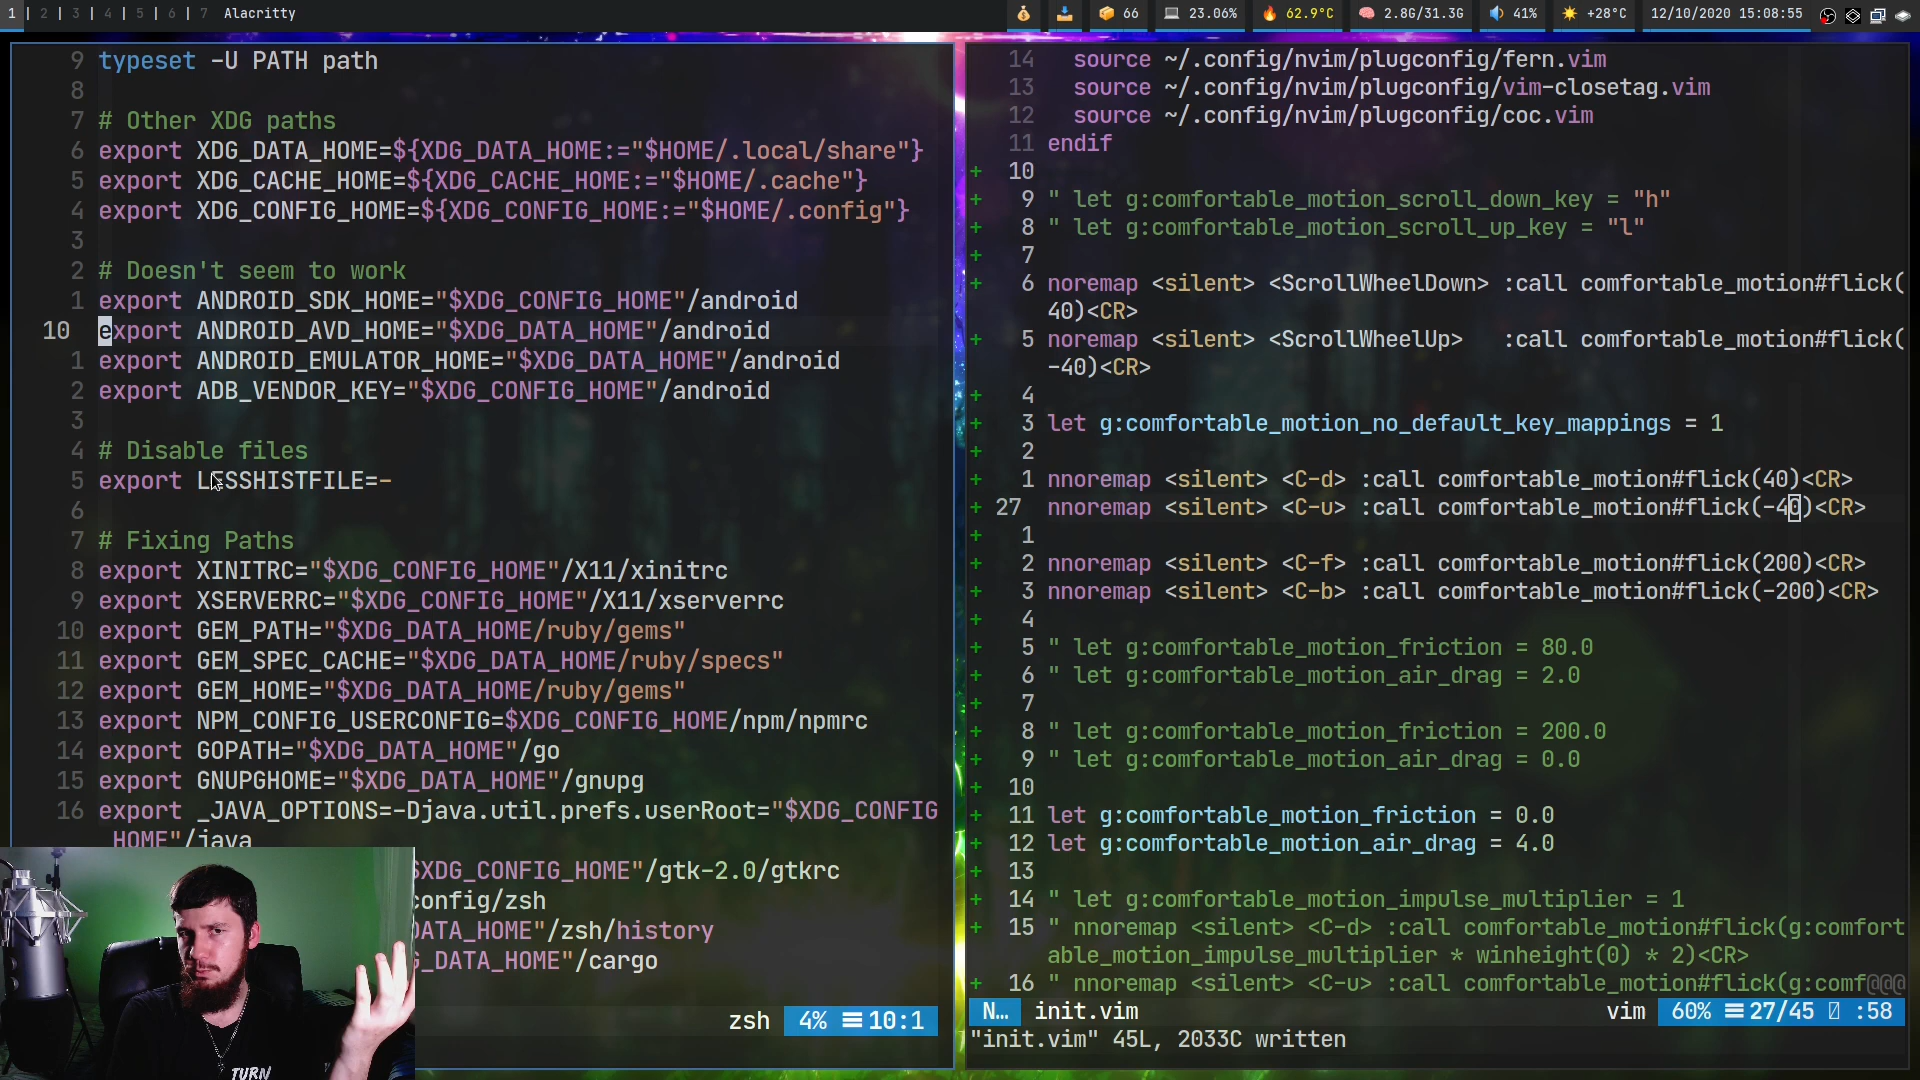 1 | 2 | 3 | 4 | 5 | 6 | 7 Alacritty
66 23.06% 62.9°C 2.8G/31.3G 41% +28°C 12/10/2020 15:08:55
9 typeset -U PATH path
8
7 # Other XDG paths
6 export XDG_DATA_HOME=${XDG_DATA_HOME:="$HOME/.local/share"}
5 export XDG_CACHE_HOME=${XDG_CACHE_HOME:="$HOME/.cache"}
4 export XDG_CONFIG_HOME=${XDG_CONFIG_HOME:="$HOME/.config"}
3
2 # Doesn't seem to work
1 export ANDROID_SDK_HOME="$XDG_CONFIG_HOME"/android
10 export ANDROID_AVD_HOME="$XDG_DATA_HOME"/android
1 export ANDROID_EMULATOR_HOME="$XDG_DATA_HOME"/android
2 export ADB_VENDOR_KEY="$XDG_CONFIG_HOME"/android
3
4 # Disable files
5 export LESSHISTFILE=-
6
7 # Fixing Paths
8 export XINITRC="$XDG_CONFIG_HOME"/X11/xinitrc
9 export XSERVERRC="$XDG_CONFIG_HOME"/X11/xserverrc
10 export GEM_PATH="$XDG_DATA_HOME/ruby/gems"
11 export GEM_SPEC_CACHE="$XDG_DATA_HOME/ruby/specs"
12 export GEM_HOME="$XDG_DATA_HOME/ruby/gems"
13 export NPM_CONFIG_USERCONFIG=$XDG_CONFIG_HOME/npm/npmrc
14 export GOPATH="$XDG_DATA_HOME"/go
15 export GNUPGHOME="$XDG_DATA_HOME"/gnupg
16 export _JAVA_OPTIONS=-Djava.util.prefs.userRoot="$XDG_CONFIG
_HOME"/java
$XDG_CONFIG_HOME"/gtk-2.0/gtkrc
config/zsh
DATA_HOME"/zsh/history
G_DATA_HOME"/cargo
TURN
zsh 4% ☰10:1
14 source ~/.config/nvim/plugconfig/fern.vim
13 source ~/.config/nvim/plugconfig/vim-closetag.vim
12 source ~/.config/nvim/plugconfig/coc.vim
11 endif
+ 10
+ 9 " let g:comfortable_motion_scroll_down_key = "h"
+ 8 " let g:comfortable_motion_scroll_up_key = "l"
+ 7
+ 6 noremap <silent> <ScrollWheelDown> :call comfortable_motion#flick(
40)<CR>
+ 5 noremap <silent> <ScrollWheelUp> :call comfortable_motion#flick(
-40)<CR>
+ 4
+ 3 let g:comfortable_motion_no_default_key_mappings = 1
+ 2
+ 1 nnoremap <silent> <C-d> :call comfortable_motion#flick(40)<CR>
+ 27 nnoremap <silent> <C-u> :call comfortable_motion#flick(-40)<CR>
+ 1
+ 2 nnoremap <silent> <C-f> :call comfortable_motion#flick(200)<CR>
+ 3 nnoremap <silent> <C-b> :call comfortable_motion#flick(-200)<CR>
+ 4
+ 5 " let g:comfortable_motion_friction = 80.0
+ 6 " let g:comfortable_motion_air_drag = 2.0
+ 7
+ 8 " let g:comfortable_motion_friction = 200.0
+ 9 " let g:comfortable_motion_air_drag = 0.0
+ 10
+ 11 let g:comfortable_motion_friction = 0.0
+ 12 let g:comfortable_motion_air_drag = 4.0
+ 13
+ 14 " let g:comfortable_motion_impulse_multiplier = 1
+ 15 " nnoremap <silent> <C-d> :call comfortable_motion#flick(g:comfort
able_motion_impulse_multiplier * winheight(0) * 2)<CR>
+ 16 " nnoremap <silent> <C-u> :call comfortable_motion#flick(g:comf@@@
N… init.vim vim 60% ☰27/45 :58
"init.vim" 45L, 2033C written